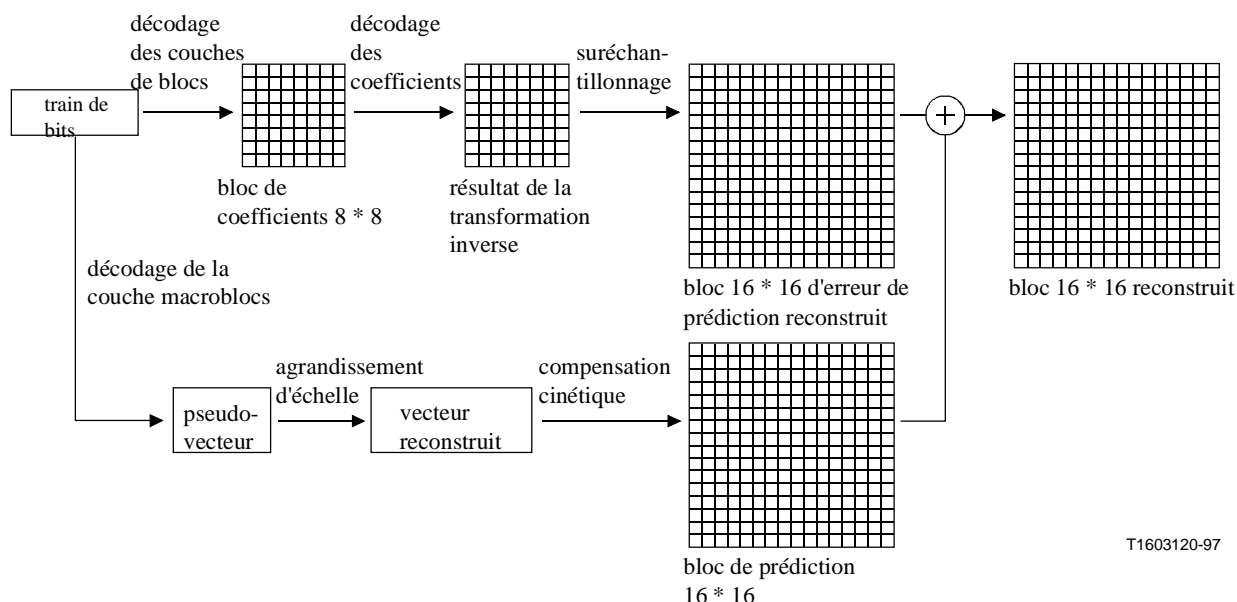 décodage
des couches
de blocs
décodage
des
coefficients
suréchan-
tillonnage
train de
bits
bloc de
coefficients 8 * 8
résultat de la
transformation
inverse
bloc 16 * 16 d'erreur de
prédiction reconstruit
bloc 16 * 16 reconstruit
décodage de la
couche macroblocs
agrandissement
d'échelle
compensation
cinétique
pseudo-
vecteur
vecteur
reconstruit
bloc de prédiction
16 * 16
T1603120-97